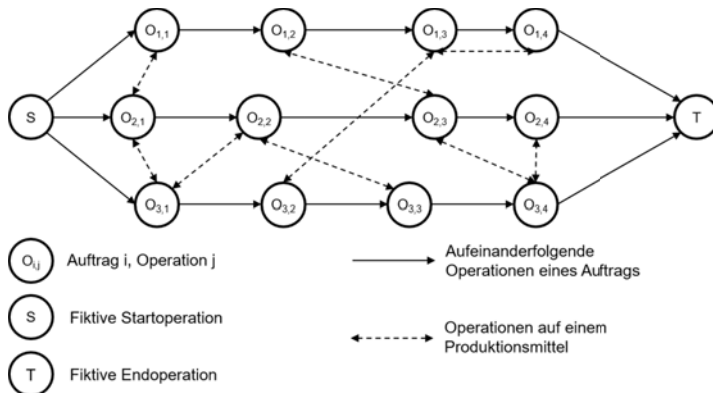 O1,1
O1,2
O1,3
O1,4
S
O2,1
O2,2
O2,3
O2,4
T
O3,1
O3,2
O3,3
O3,4
Oi,j
Auftrag i, Operation j
Aufeinanderfolgende
Operationen eines Auftrags
S
Fiktive Startoperation
Operationen auf einem
Produktionsmittel
T
Fiktive Endoperation